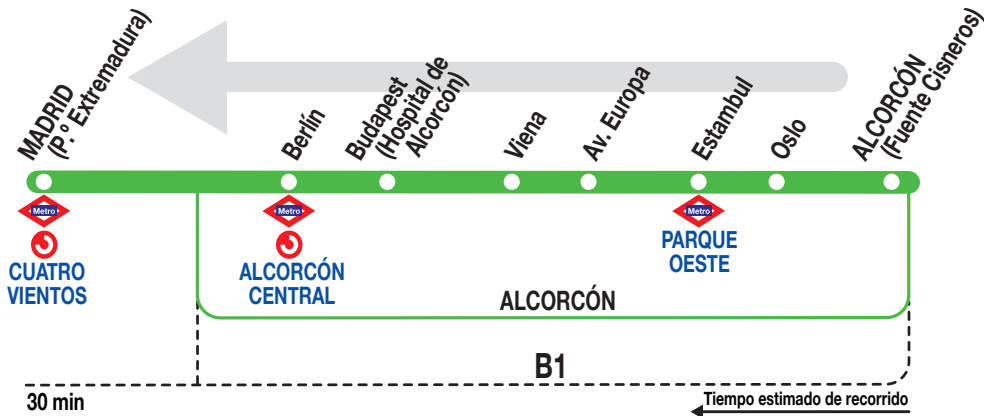 MADRID
(P.º Extremadura)
Berlín
Budapest
(Hospital de
Alcorcón)
Viena
Av. Europa
Estambul
Oslo
ALCORCÓN
(Fuente Cisneros)
Metro
Metro
Metro
CUATRO
VIENTOS
ALCORCÓN
CENTRAL
PARQUE
OESTE
ALCORCÓN
B1
30 min
Tiempo estimado de recorrido